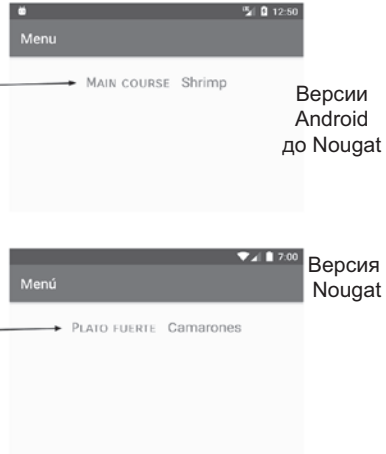 12:50
Menu
MAIN COURSE Shrimp
Версии
Android
до Nougat
7:00
Menú
PLATO FUERTE Camarones
Версия
Nougat